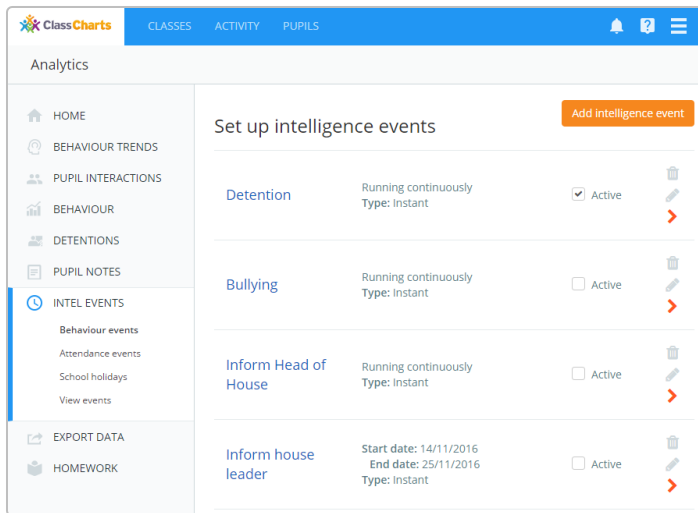 ClassCharts CLASSES ACTIVITY PUPILS
Analytics
HOME
BEHAVIOUR TRENDS
PUPIL INTERACTIONS
BEHAVIOUR
DETENTIONS
PUPIL NOTES
INTEL EVENTS
Behaviour events
Attendance events
School holidays
View events
EXPORT DATA
HOMEWORK
Set up intelligence events
Add intelligence event
Detention
Running continuously
Type: Instant
Active
Bullying
Running continuously
Type: Instant
Active
Inform Head of
House
Running continuously
Type: Instant
Active
Inform house
leader
Start date: 14/11/2016
End date: 25/11/2016
Type: Instant
Active